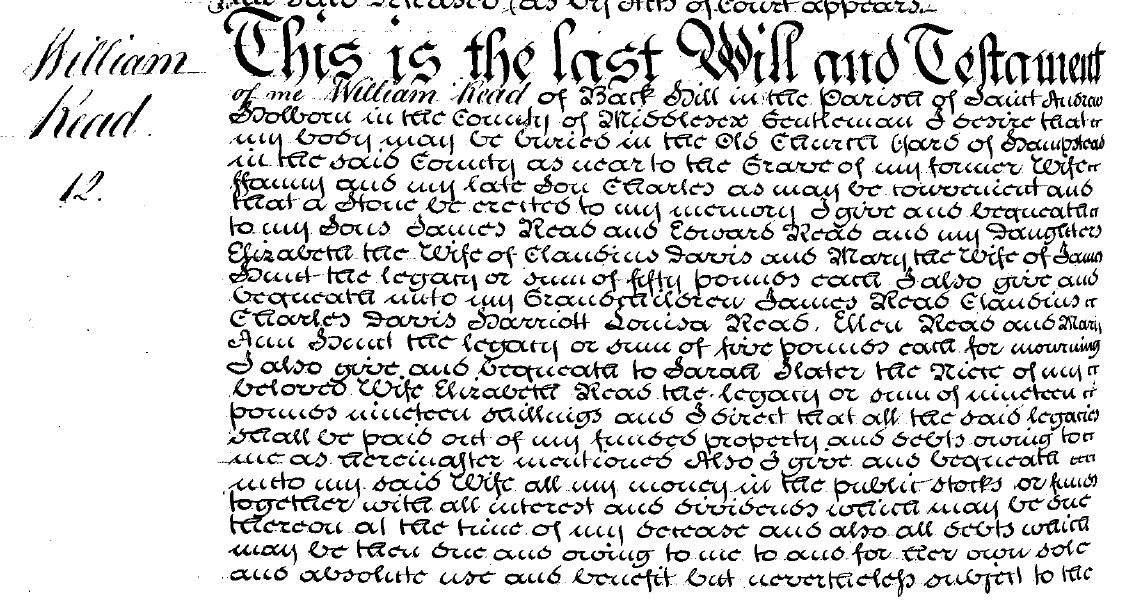 said deceased (as by Acts of Court appears.
William
Read.
12.
This is the last Will and Testament
of me William Read of Back Hill in the Parish of Saint Andrew
Holborn in the County of Middlesex Gentleman I desire that
my body may be buried in the Old Church Yard of Hampstead
in the said County as near to the Grave of my former Wife
ffanny and my late Son Charles as may be convenient and
that a Stone be erected to my memory I give and bequeath
to my Sons James Read and Edward Read and my Daughters
Elizabeth the Wife of Claudius Davis and Mary the Wife of James
Hunt the legacy or sum of fifty pounds each I also give and
bequeath unto my Grandchildren James Read Claudius
Charles Davis Harriott Louisa Read, Ellen Read and Mary
Ann Hunt the legacy or sum of five pounds each for mourning
I also give and bequeath to Sarah Slater the Niece of my
beloved Wife Elizabeth Read the legacy or sum of nineteen
pounds nineteen shillings and I direct that all the said legacies
shall be paid out of my funded property and debts owing to
me as hereinafter mentioned Also I give and bequeath
unto my said Wife all my money in the public stocks or funds
together with all interest and dividends which may be due
thereon at the time of my decease and also all debts which
may be then due and owing to me to and for her own sole
and absolute use and benefit but nevertheless subject to the